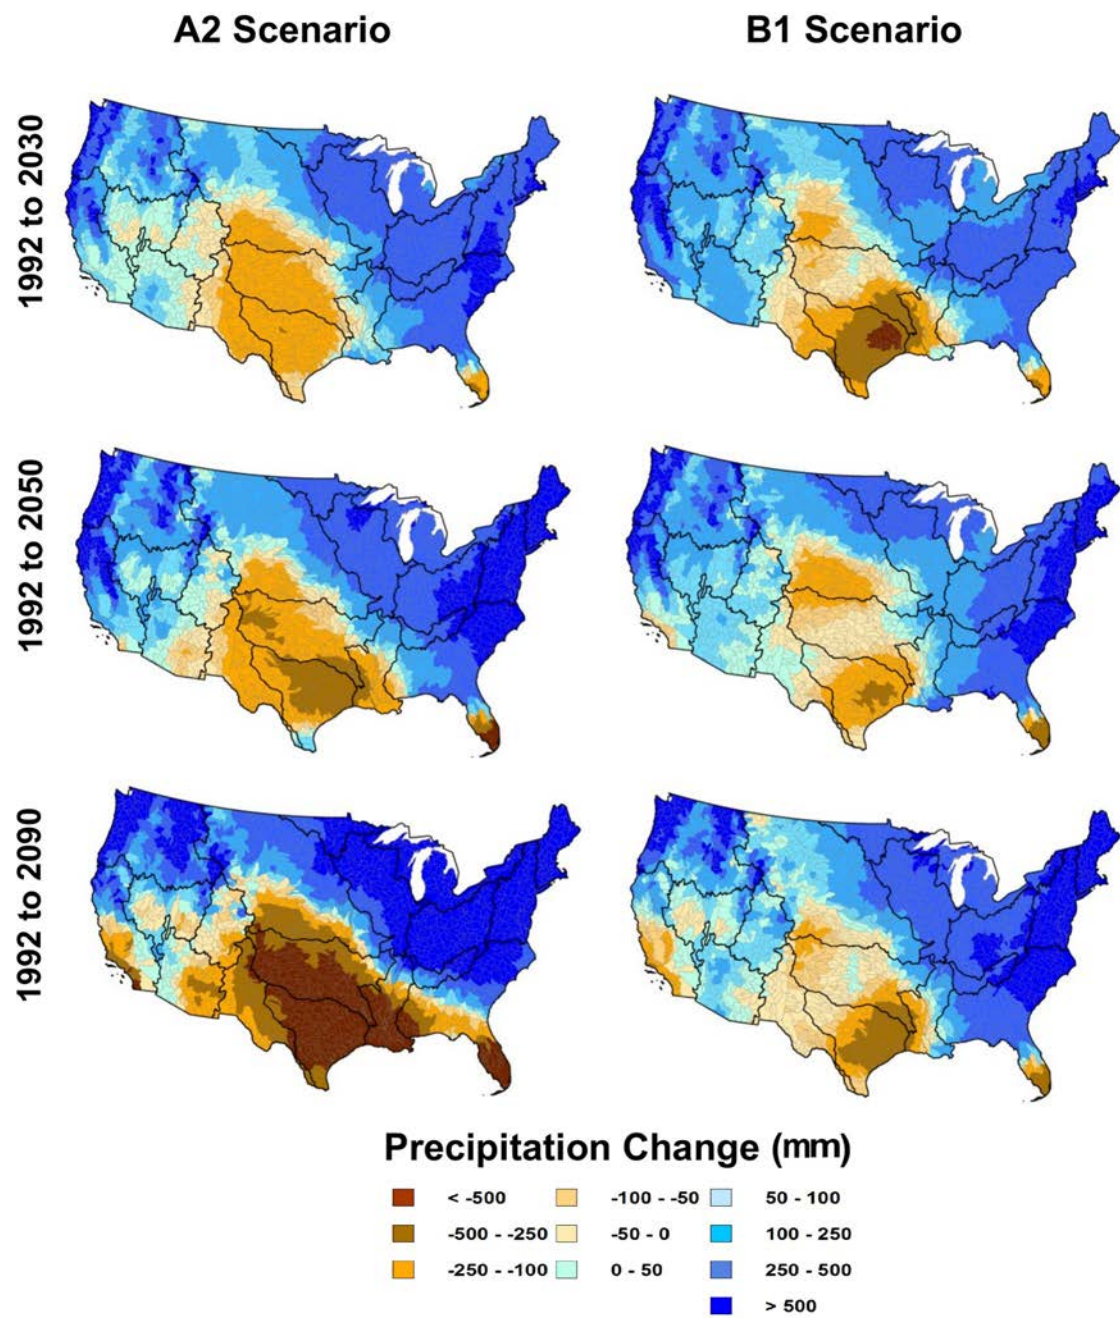 A2 Scenario
B1 Scenario
1992 to 2030
1992 to 2050
1992 to 2090
Precipitation Change (mm)
< -500
-500 - -250
-250 - -100
-100 - -50
-50 - 0
0 - 50
50 - 100
100 - 250
250 - 500
> 500